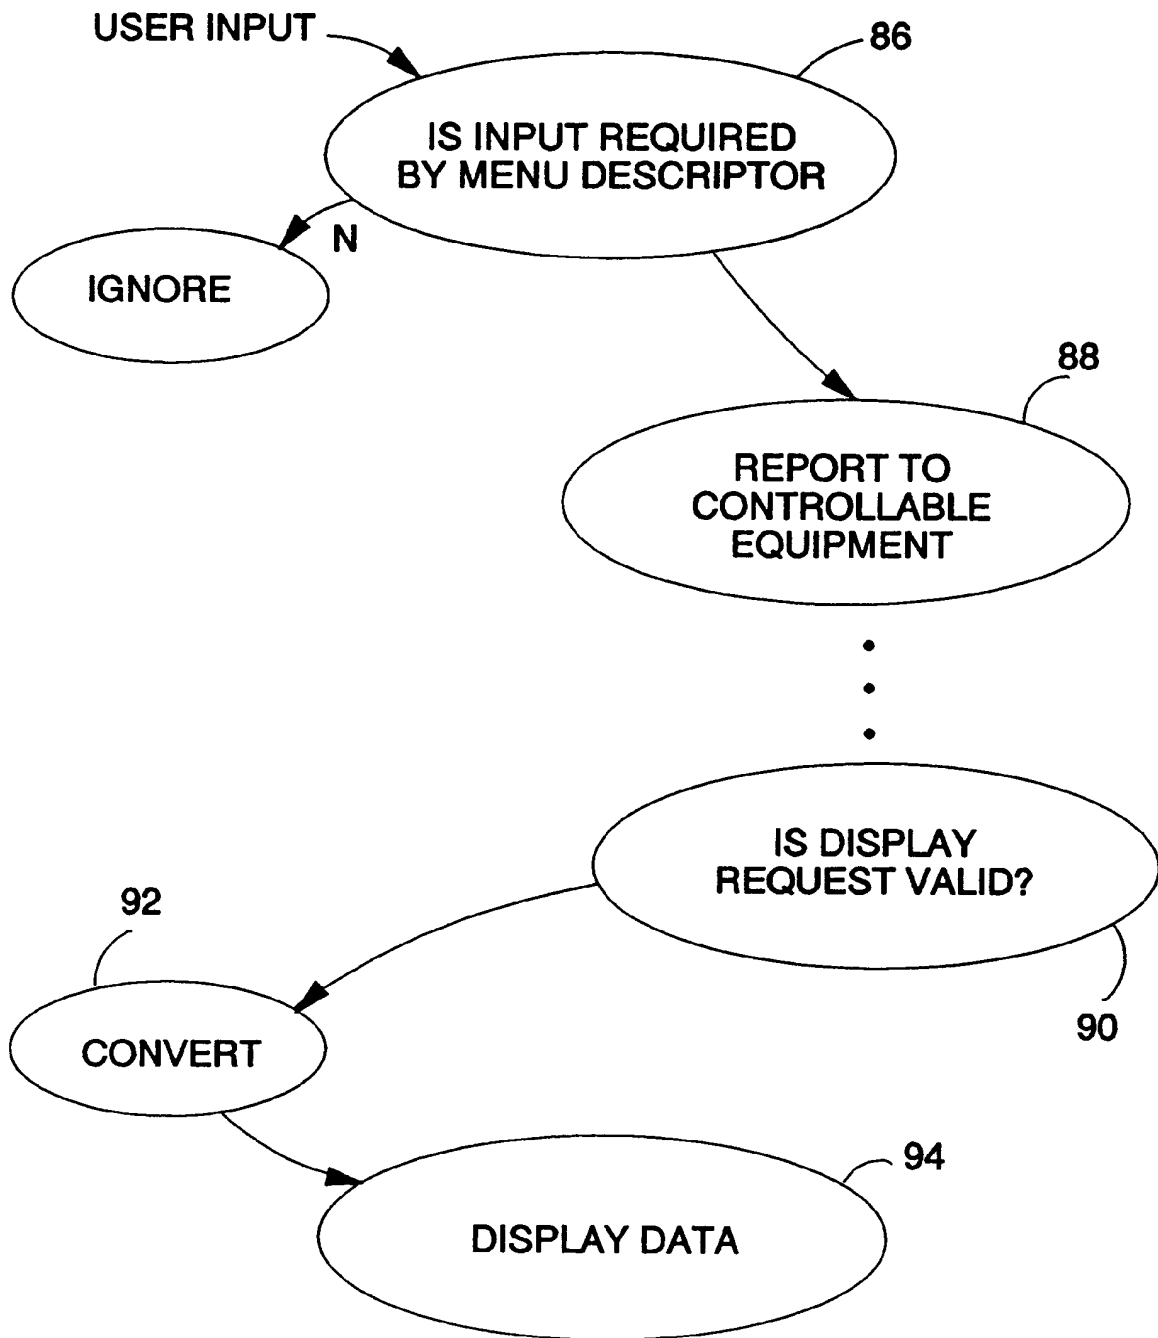 USER INPUT
86
IS INPUT REQUIRED
BY MENU DESCRIPTOR
N
IGNORE
88
REPORT TO
CONTROLLABLE
EQUIPMENT
IS DISPLAY
REQUEST VALID?
92
90
CONVERT
94
DISPLAY DATA